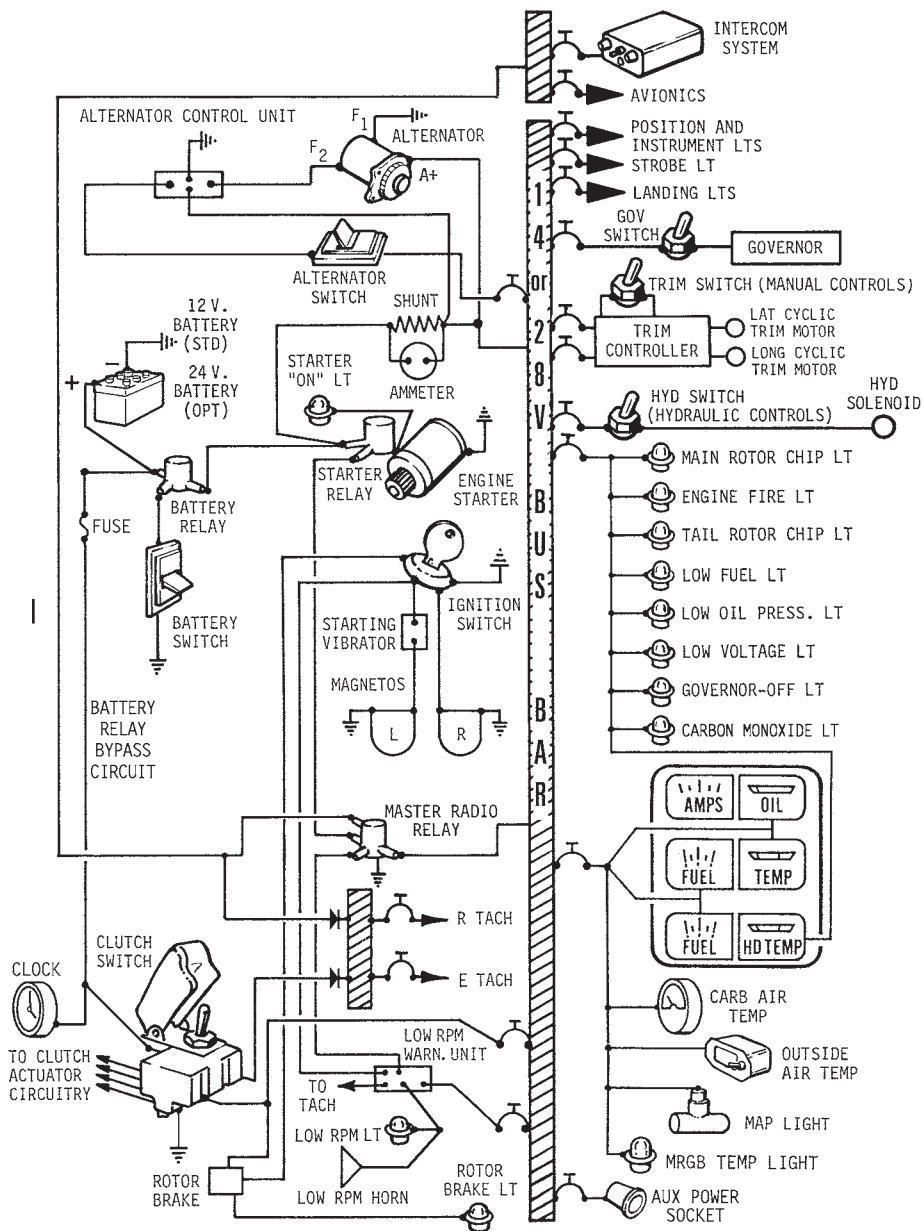 INTERCOM
SYSTEM
AVIONICS
ALTERNATOR CONTROL UNIT
F1
ALTERNATOR
F2
A+
POSITION AND
INSTRUMENT LTS
STROBE LT
LANDING LTS
GOV
SWITCH
GOVERNOR
ALTERNATOR
SWITCH
TRIM SWITCH (MANUAL CONTROLS)
TRIM
CONTROLLER
LAT CYCLIC
TRIM MOTOR
LONG CYCLIC
TRIM MOTOR
12 V.
BATTERY
(STD)
24 V.
BATTERY
(OPT)
+
-
SHUNT
AMMETER
STARTER
"ON" LT
HYD SWITCH
(HYDRAULIC CONTROLS)
HYD
SOLENOID
14 or 28 V BUS BAR
STARTER
RELAY
ENGINE
STARTER
BATTERY
RELAY
FUSE
BATTERY
SWITCH
MAIN ROTOR CHIP LT
ENGINE FIRE LT
TAIL ROTOR CHIP LT
LOW FUEL LT
LOW OIL PRESS. LT
LOW VOLTAGE LT
GOVERNOR-OFF LT
CARBON MONOXIDE LT
IGNITION
SWITCH
STARTING
VIBRATOR
MAGNETOS
L
R
BATTERY
RELAY
BYPASS
CIRCUIT
MASTER RADIO
RELAY
AMPS
OIL
FUEL
TEMP
FUEL
HD TEMP
R TACH
E TACH
CLUTCH
SWITCH
CLOCK
TO CLUTCH
ACTUATOR
CIRCUITRY
LOW RPM
WARN. UNIT
TO
TACH
LOW RPM LT
LOW RPM HORN
ROTOR
BRAKE
ROTOR
BRAKE LT
CARB AIR
TEMP
OUTSIDE
AIR TEMP
MAP LIGHT
MRGB TEMP LIGHT
AUX POWER
SOCKET